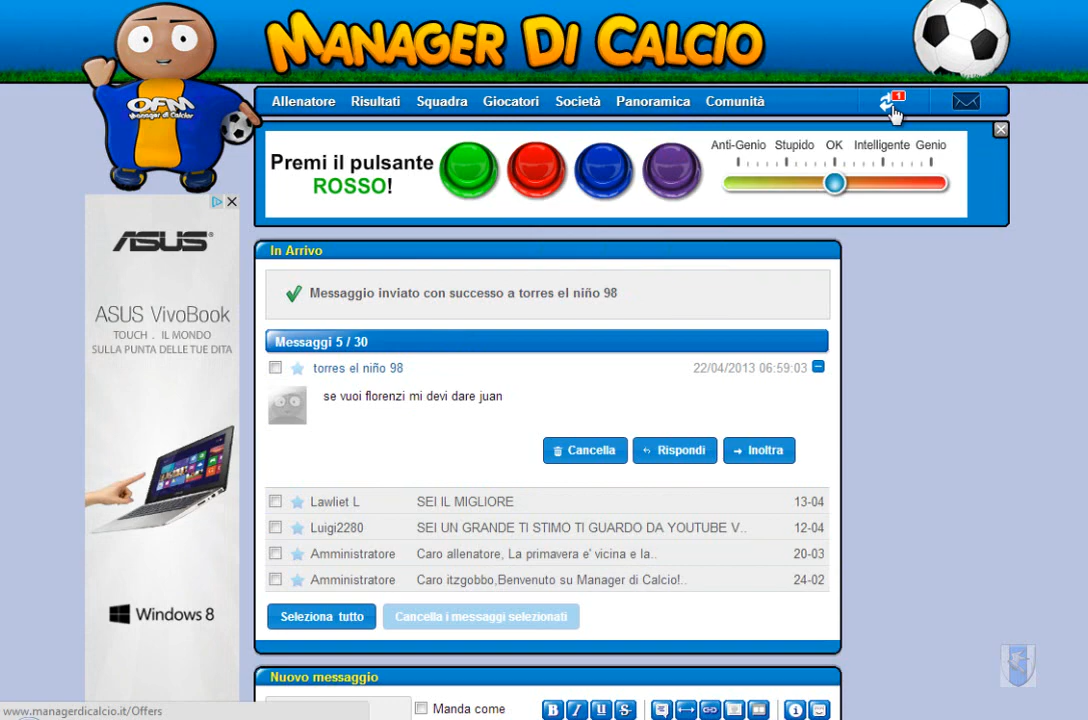 MANAGER DI CALCIO
OFM
Manager di Calcio
Allenatore Risultati Squadra Giocatori Società Panoramica Comunità
1
Premi il pulsante
ROSSO!
Anti-Genio Stupido OK Intelligente Genio
ASUS
ASUS VivoBook
TOUCH . IL MONDO
SULLA PUNTA DELLE TUE DITA
Windows 8
In Arrivo
Messaggio inviato con successo a torres el niño 98
Messaggi 5 / 30
torres el niño 98 22/04/2013 06:59:03
se vuoi florenzi mi devi dare juan
Cancella Rispondi Inoltra
Lawliet L SEI IL MIGLIORE 13-04
Luigi2280 SEI UN GRANDE TI STIMO TI GUARDO DA YOUTUBE V.. 12-04
Amministratore Caro allenatore, La primavera e' vicina e la.. 20-03
Amministratore Caro itzgobbo,Benvenuto su Manager di Calcio!.. 24-02
Seleziona tutto Cancella i messaggi selezionati
Nuovo messaggio
Manda come B I U S
www.managerdicalcio.it/Offers